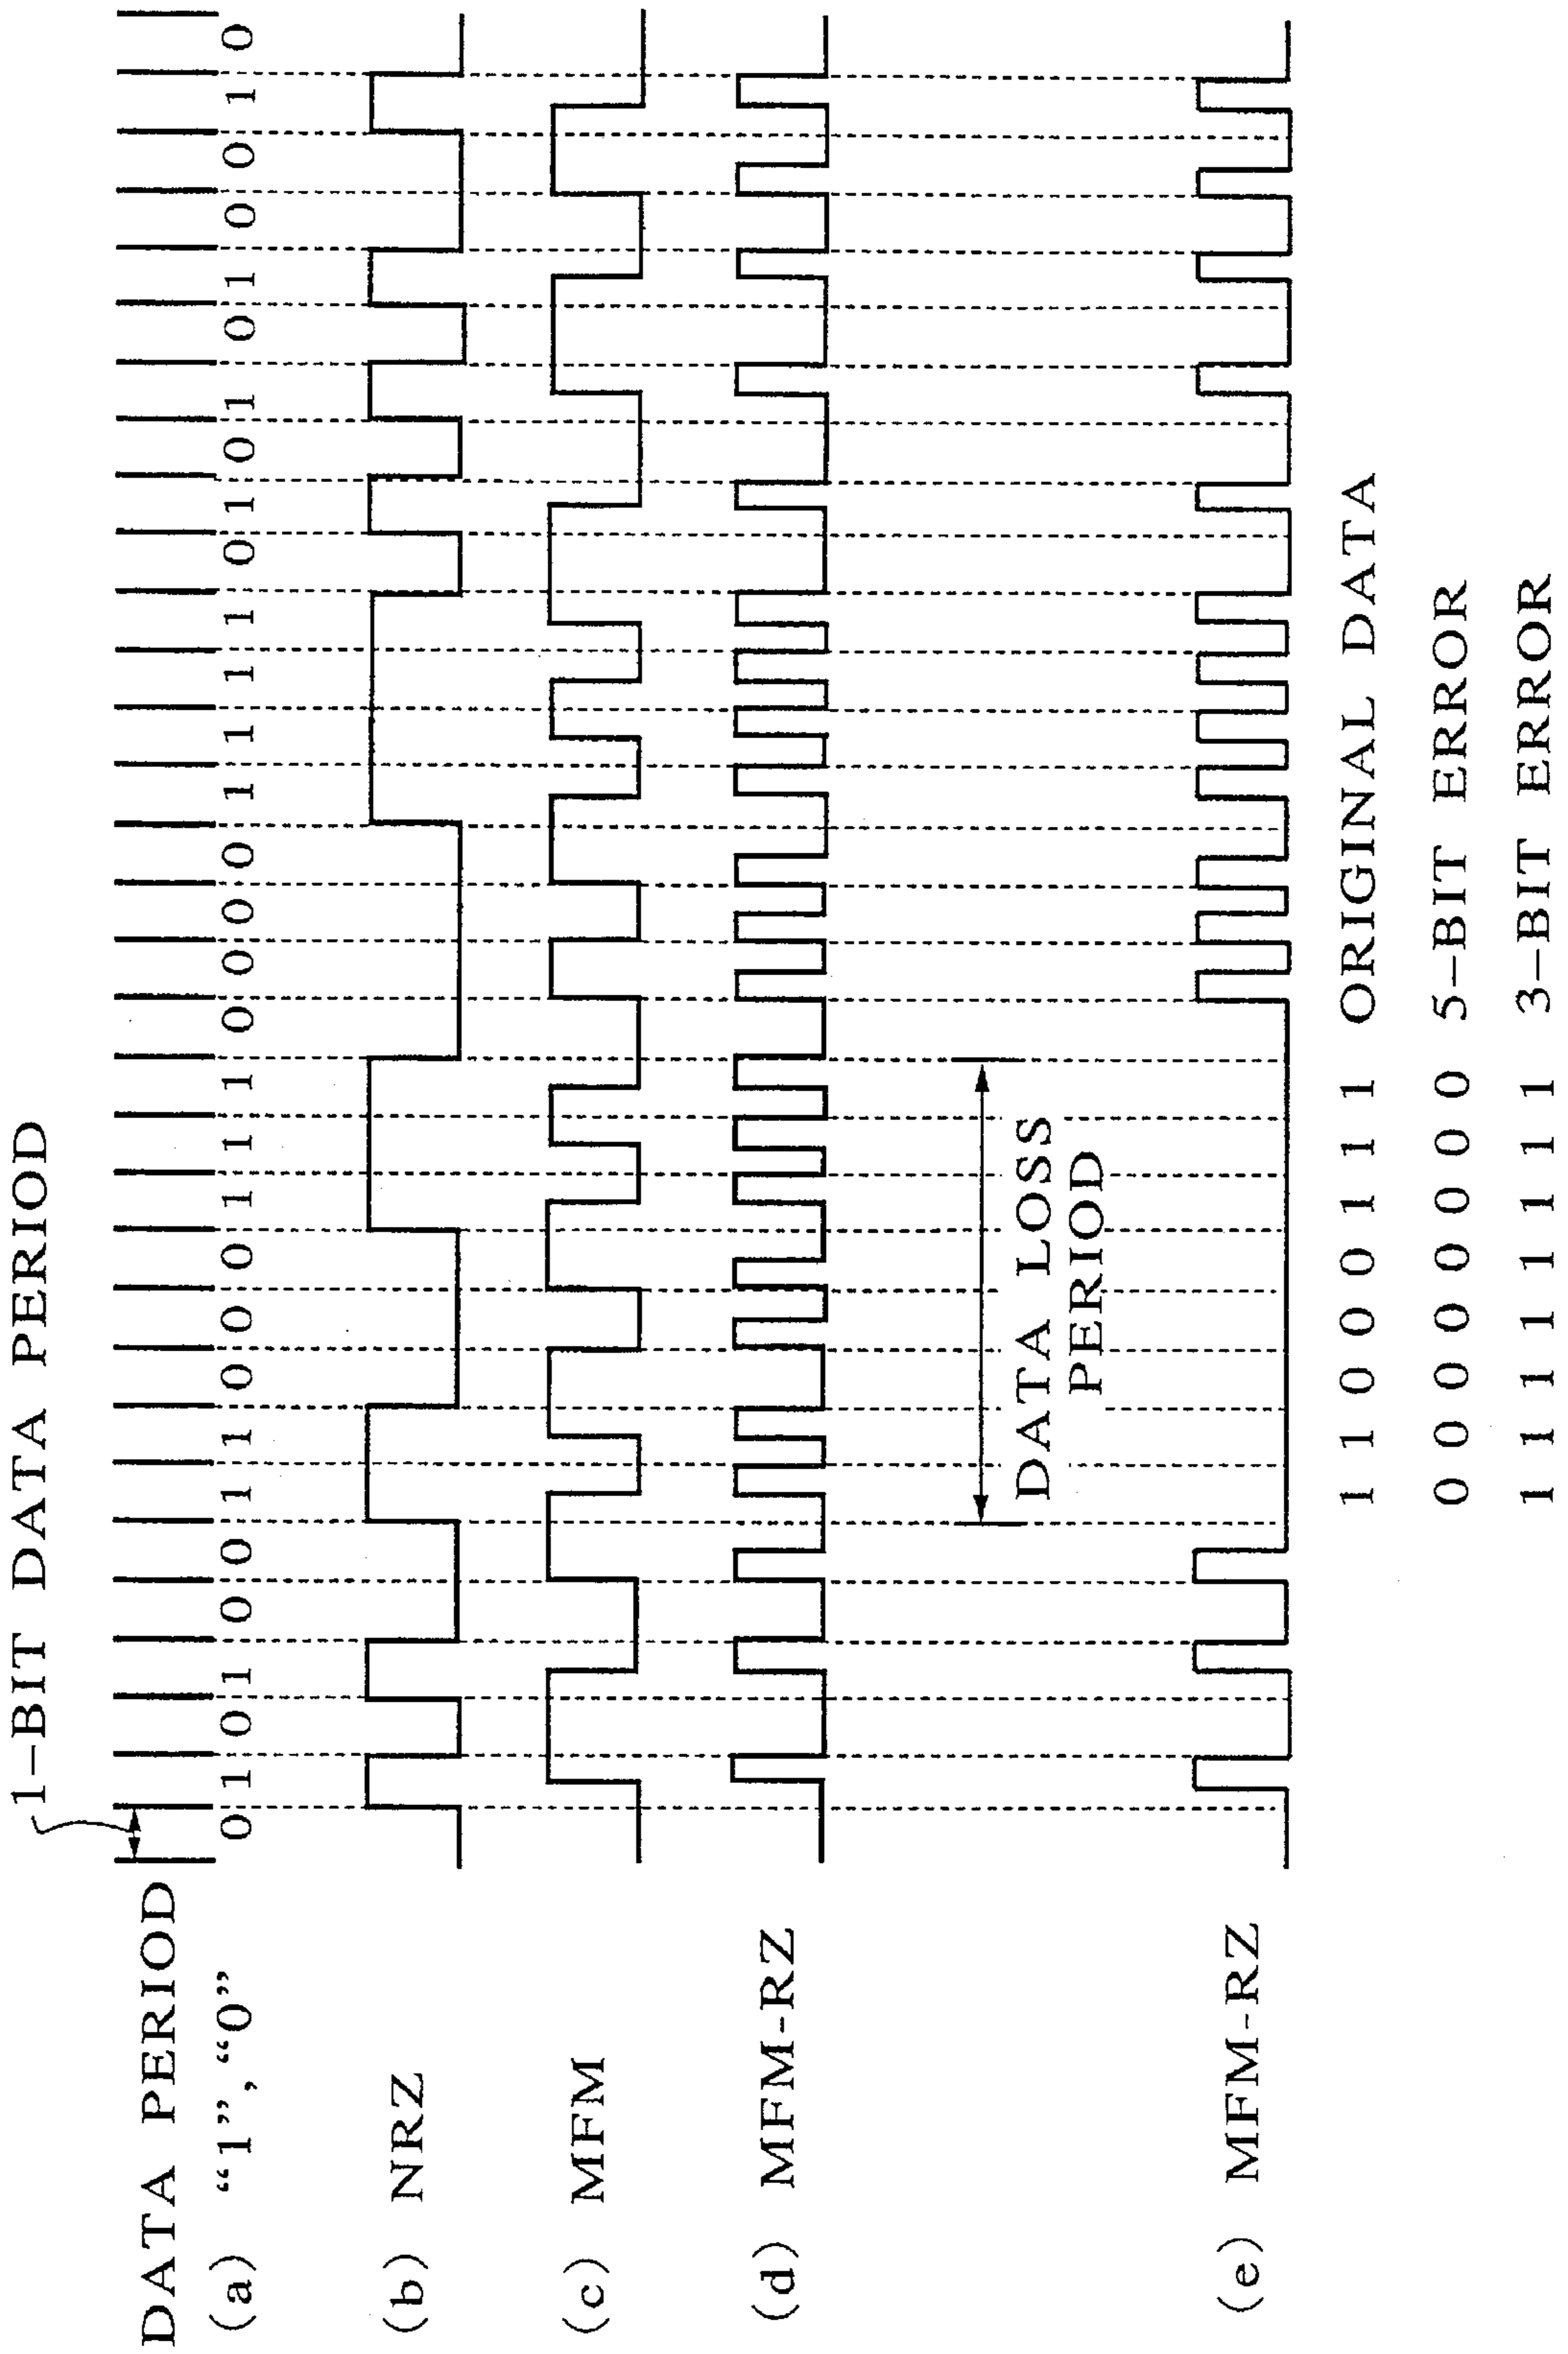 1-BIT DATA PERIOD
DATA PERIOD
(a) “1”,“0” 0 1 0 1 0 0 1 1 0 0 0 1 1 1 0 0 0 0 1 1 1 1 0 1 0 1 0 1 0 0 1 0
(b) NRZ
(c) MFM
(d) MFM-RZ
DATA LOSS
PERIOD
(e) MFM-RZ
1 1 0 0 0 1 1 1 ORIGINAL DATA
0 0 0 0 0 0 0 0 5-BIT ERROR
1 1 1 1 1 1 1 1 3-BIT ERROR